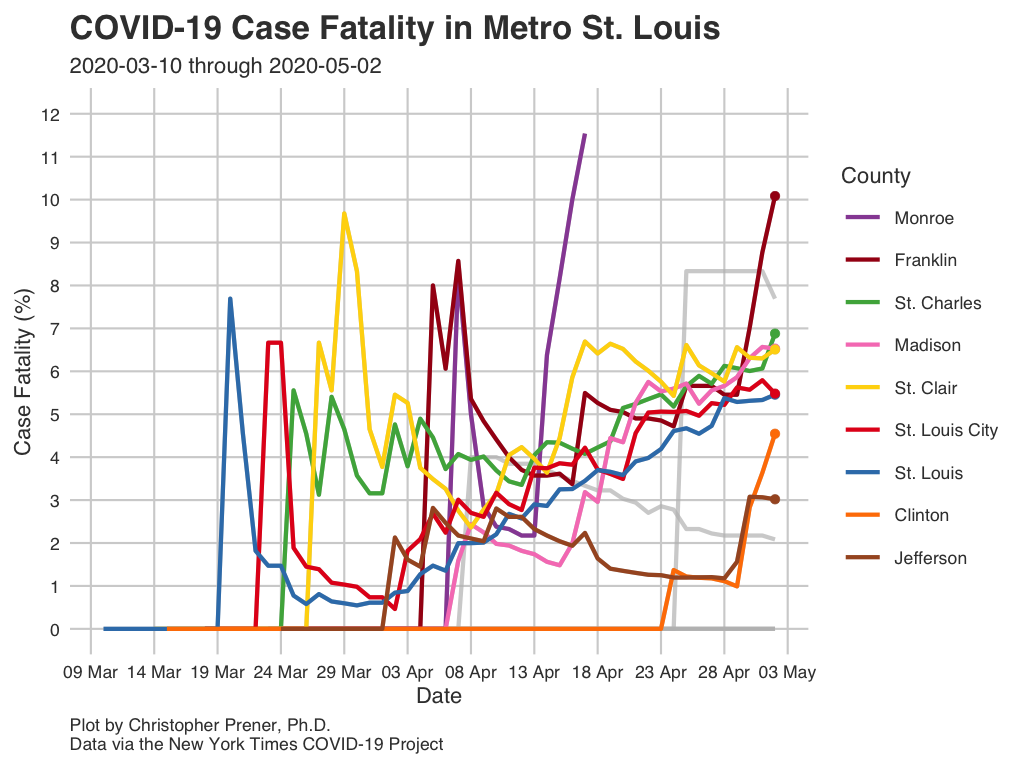 COVID-19 Case Fatality in Metro St. Louis
2020-03-10 through 2020-05-02
Case Fatality (%)
12
11
10
9
8
7
6
5
4
3
2
1
0
09 Mar 14 Mar 19 Mar 24 Mar 29 Mar 03 Apr 08 Apr 13 Apr 18 Apr 23 Apr 28 Apr 03 May
Date
County
Monroe
Franklin
St. Charles
Madison
St. Clair
St. Louis City
St. Louis
Clinton
Jefferson
Plot by Christopher Prener, Ph.D.
Data via the New York Times COVID-19 Project